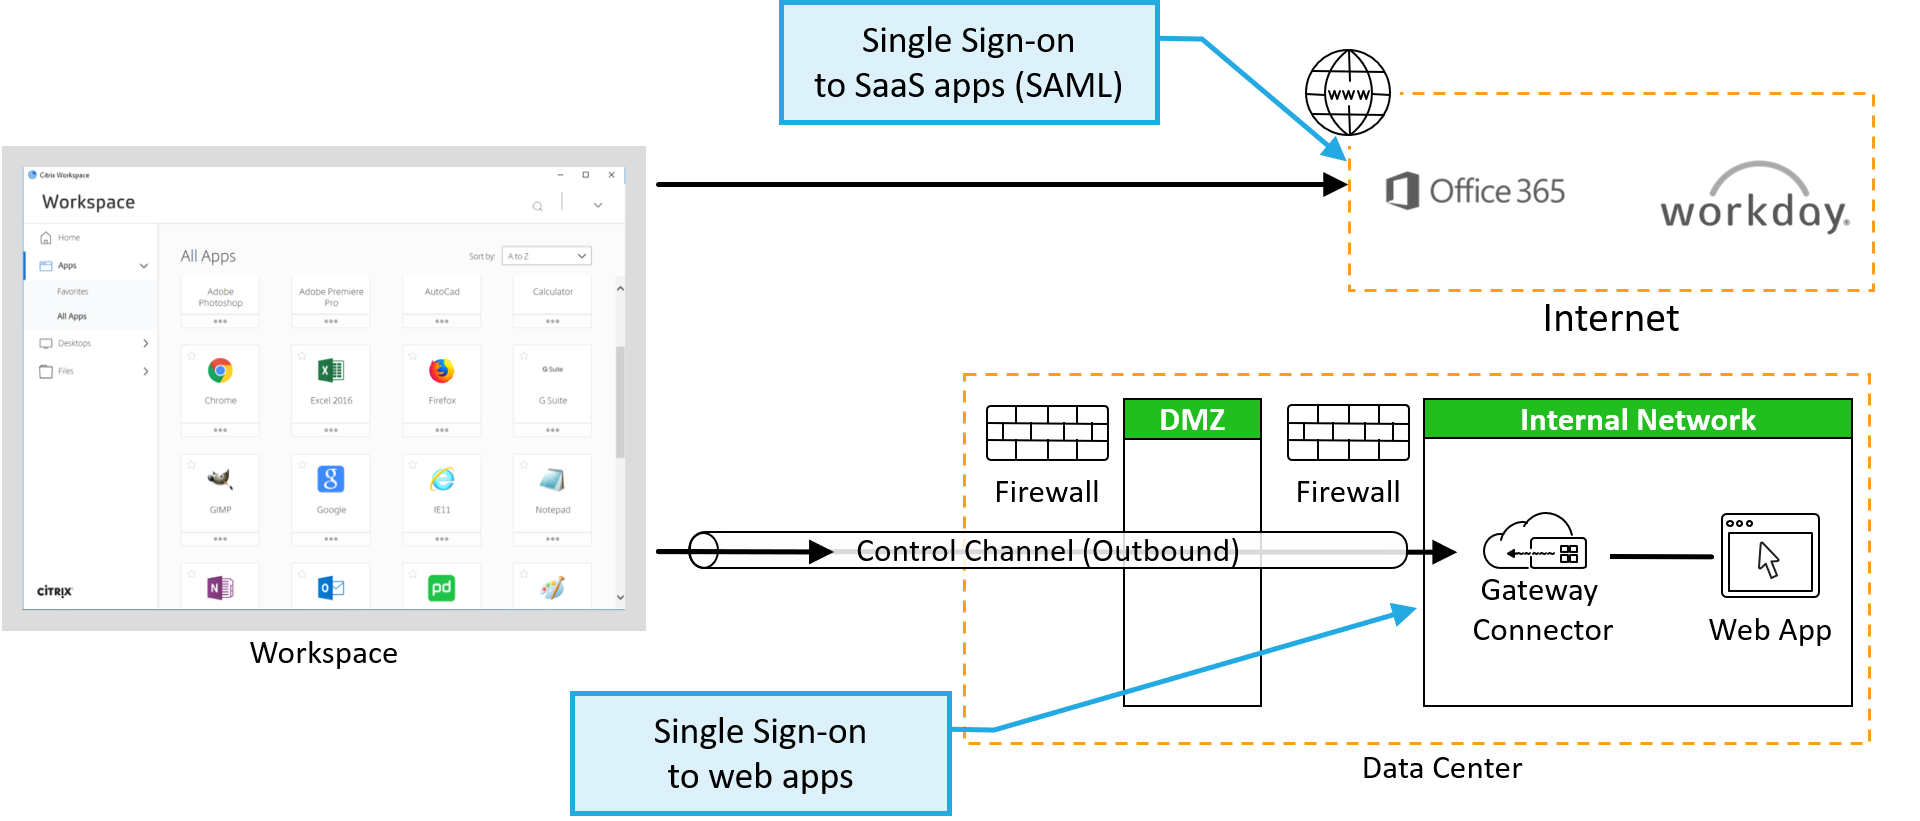 Single Sign-on
to SaaS apps (SAML)
www
Office 365
workday®
Internet
Citrix Workspace
Workspace
Home
Apps
Favorites
All Apps
Desktops
Files
CITRIX
All Apps
Sort by:
A to Z
Adobe
Photoshop
Adobe Premiere
Pro
AutoCad
Calculator
Chrome
Excel 2016
Firefox
G Suite
G Suite
GIMP
g
Google
IE11
Notepad
N
O
pd
Workspace
Firewall
DMZ
Firewall
Internal Network
Control Channel (Outbound)
Gateway
Connector
Web App
Single Sign-on
to web apps
Data Center